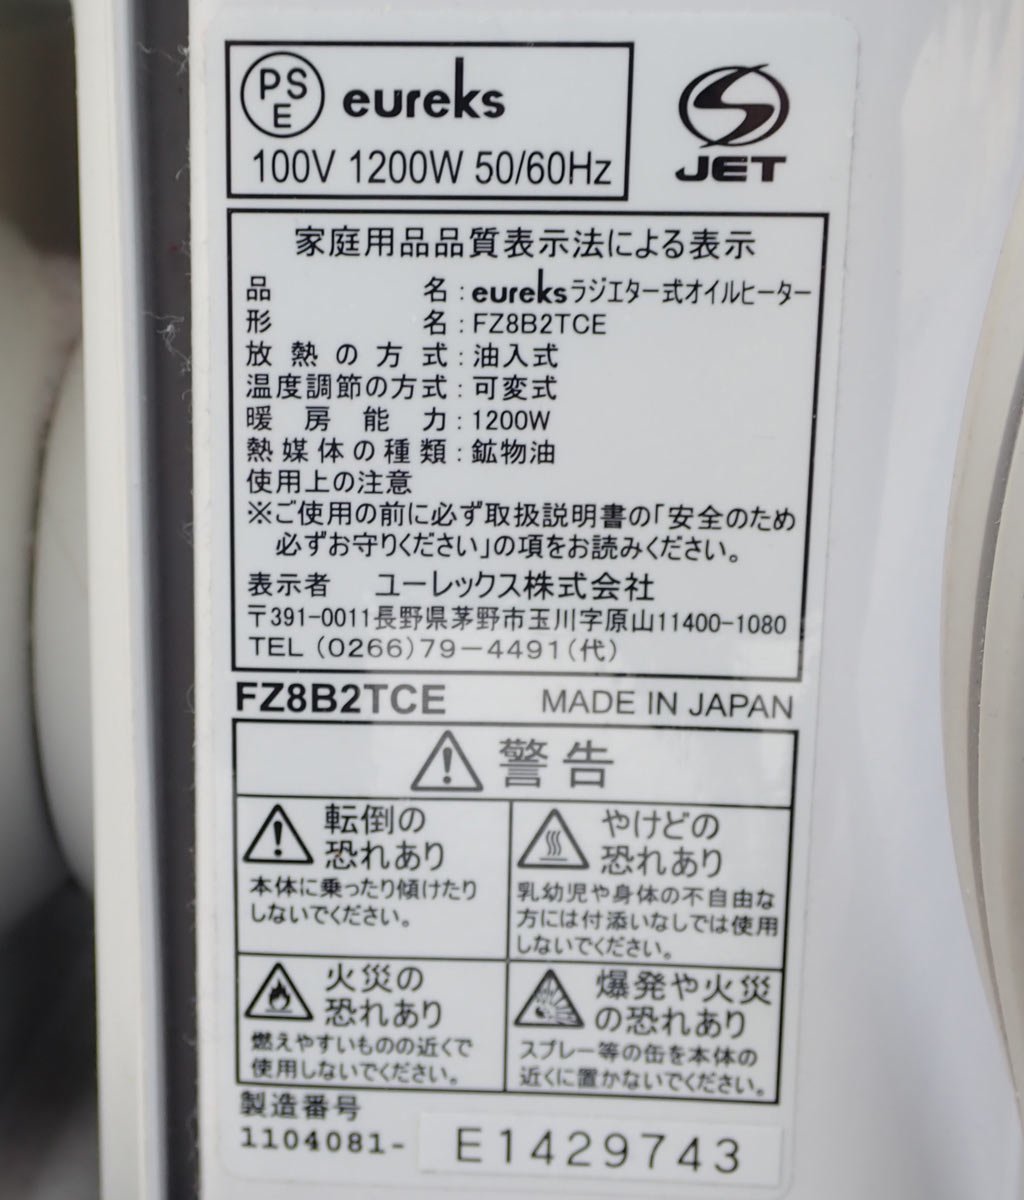 PSE eureks
100V 1200W 50/60Hz
JET
家庭用品品質表示法による表示
品名：eureksラジエター式オイルヒーター
形名：FZ8B2TCE
放熱の方式：油入式
温度調節の方式：可変式
暖房能力：1200W
熱媒体の種類：鉱物油
使用上の注意
※ご使用の前に必ず取扱説明書の「安全のため
必ずお守りください」の項をお読みください。
表示者 ユーレックス株式会社
〒391-0011長野県茅野市玉川字原山11400-1080
TEL（0266）79－4491（代）
FZ8B2TCE MADE IN JAPAN
警告
転倒の
恐れあり
本体に乗ったり傾けたり
しないでください。
やけどの
恐れあり
乳幼児や身体の不自由な
方には付添いなしでは使用
しないでください。
火災の
恐れあり
燃えやすいものの近くで
使用しないでください。
爆発や火災
の恐れあり
スプレー等の缶を本体の
近くに置かないでください。
製造番号
1104081- E1429743